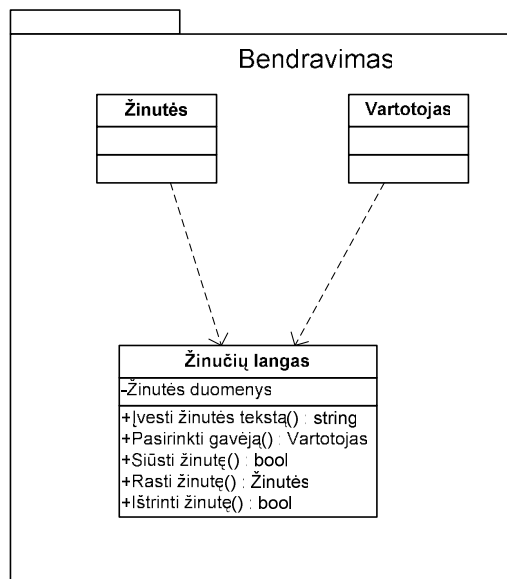 Bendravimas
Žinutės
Vartotojas
Žinučių langas
-Žinutės duomenys
+Įvesti žinutės tekstą() : string
+Pasirinkti gavėją() : Vartotojas
+Siūsti žinutę() : bool
+Rasti žinutę() : Žinutės
+Ištrinti žinutę() : bool